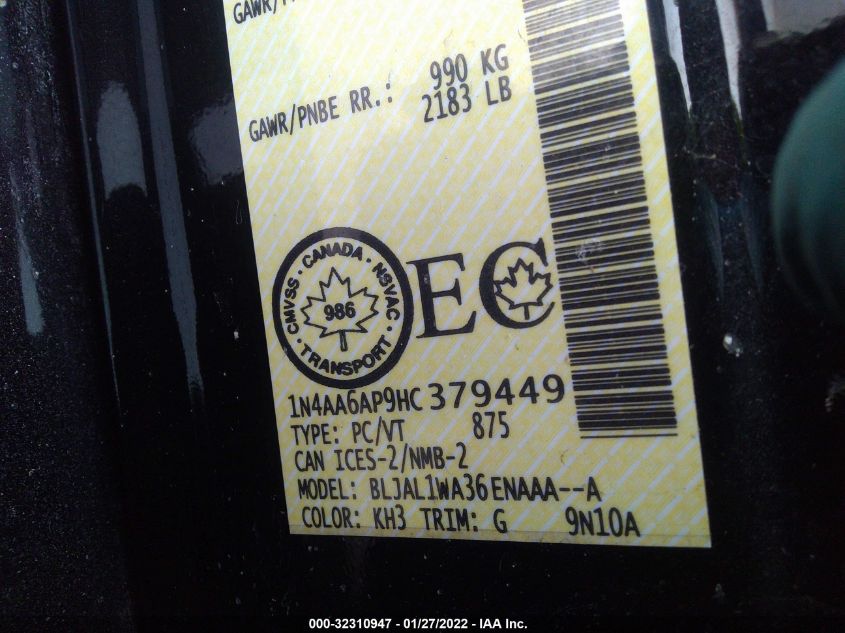 GAWR/
990 KG
GAWR/PNBE RR.: 2183 LB
CMVSS · CANADA · NSVAC · TRANSPORT ·
986
EC
1N4AA6AP9HC379449
TYPE: PC/VT 875
CAN ICES-2/NMB-2
MODEL: BLJAL1WA36ENAAA--A
COLOR: KH3 TRIM: G 9N10A
000-32310947 - 01/27/2022 - IAA Inc.